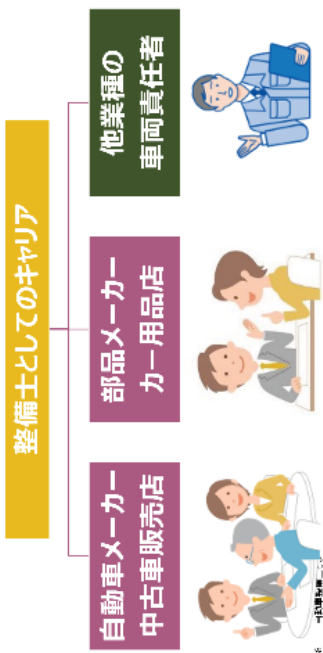 整備士としてのキャリア
自動車メーカー
中古車販売店
部品メーカー
カー用品店
他業種の
車両責任者